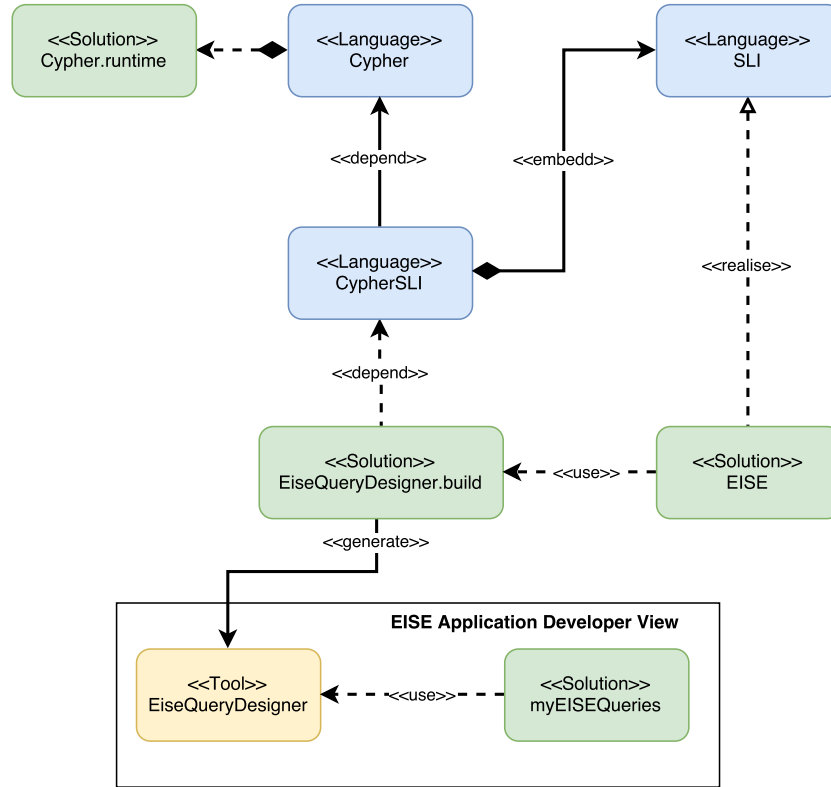 <<Solution>>
Cypher.runtime
<<Language>>
Cypher
<<Language>>
SLI
<<depend>>
<<embedd>>
<<Language>>
CypherSLI
<<realise>>
<<depend>>
<<Solution>>
EiseQueryDesigner.build
<<use>>
<<Solution>>
EISE
<<generate>>
EISE Application Developer View
<<Tool>>
EiseQueryDesigner
<<use>>
<<Solution>>
myEISEQueries